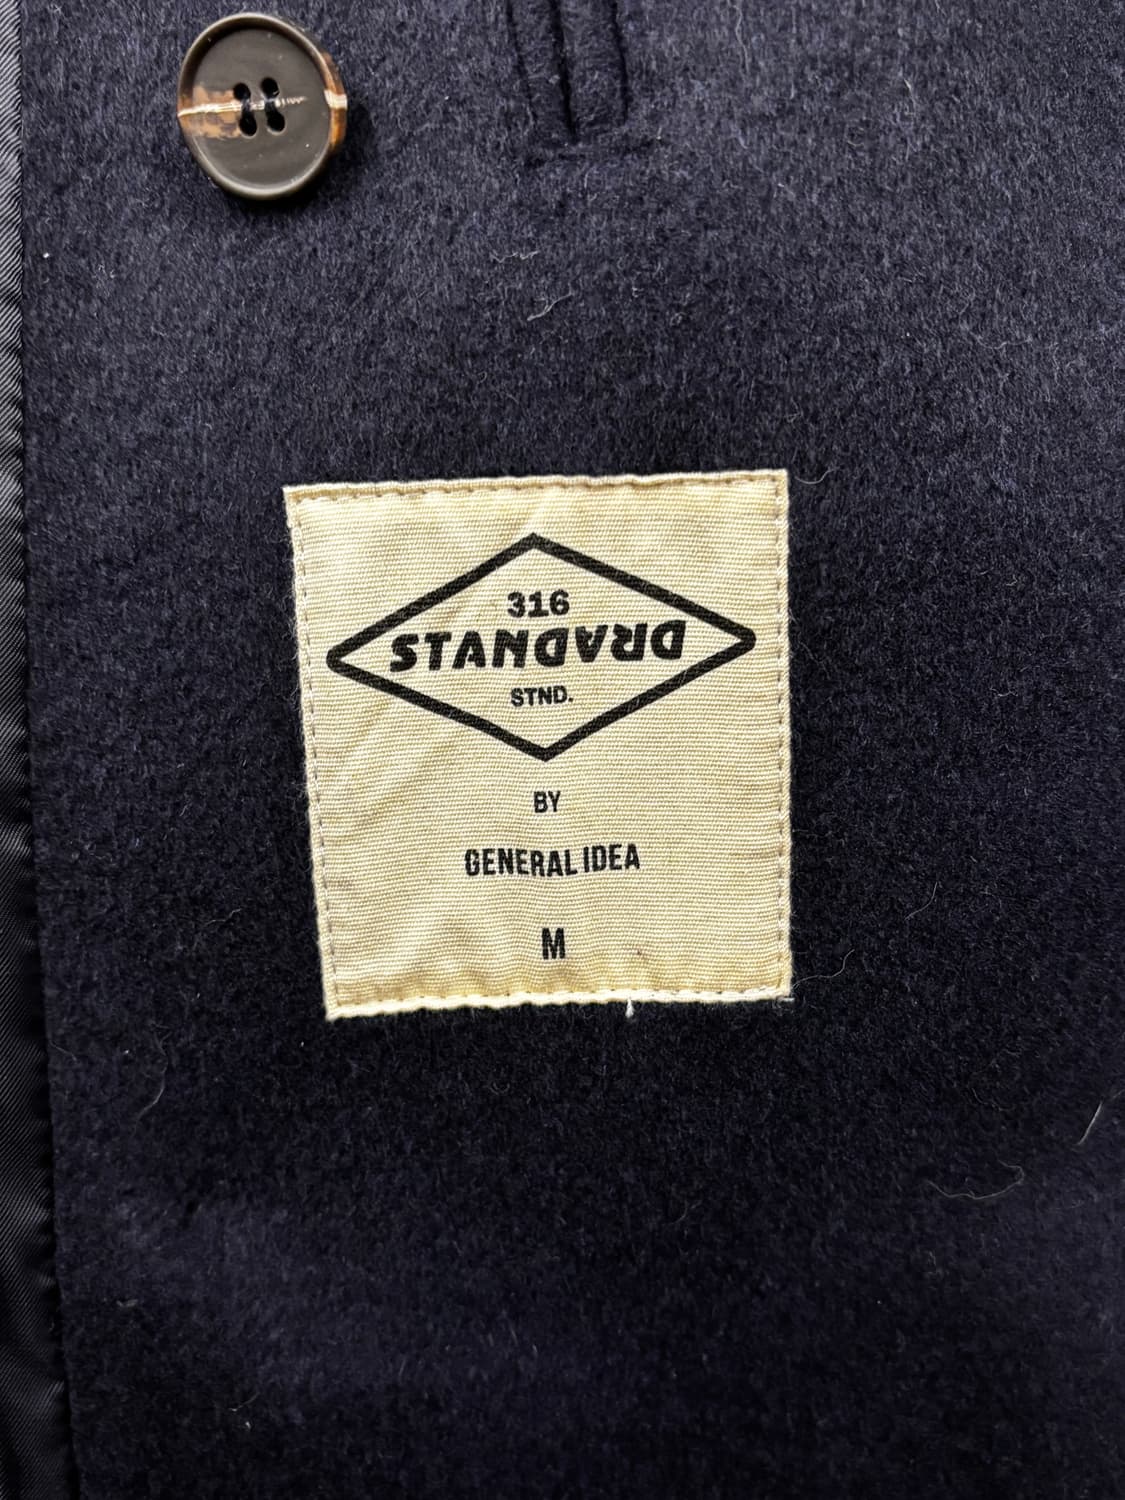 316
STANDARD
STND.
BY
GENERAL IDEA
M